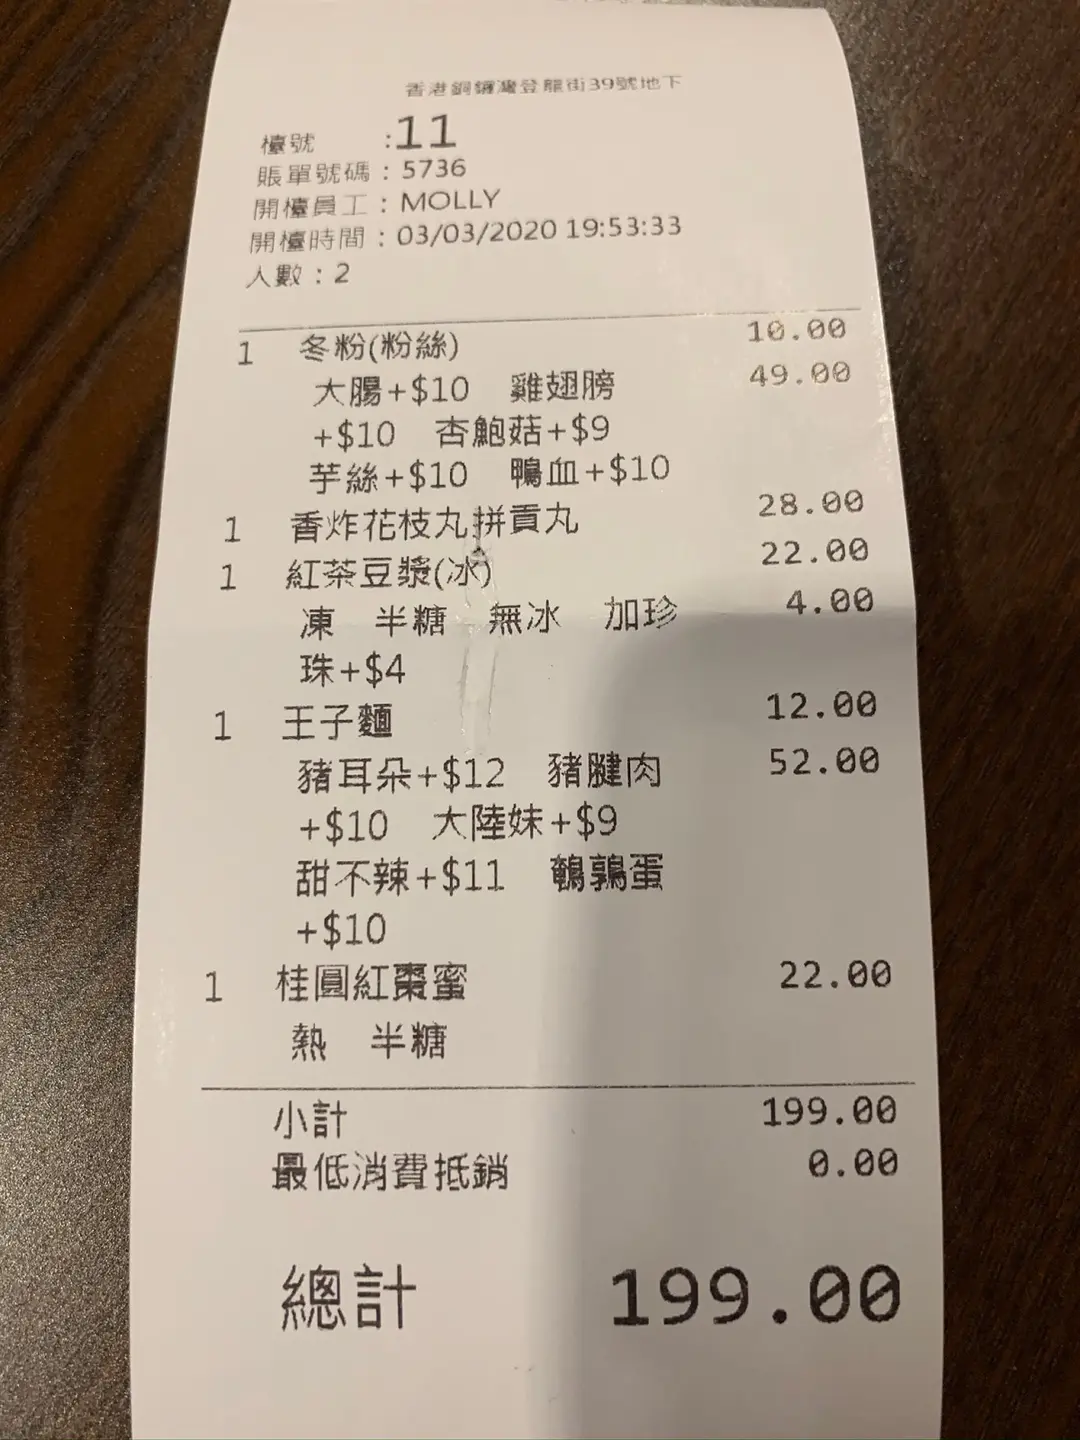 香港銅鑼灣登龍街39號地下
檯號 :11
賬單號碼 : 5736
開檯員工 : MOLLY
開檯時間 : 03/03/2020 19:53:33
人數 : 2
1 冬粉(粉絲) 10.00
大腸+$10 雞翅膀 49.00
+$10 杏鮑菇+$9
芋絲+$10 鴨血+$10
1 香炸花枝丸拼貢丸 28.00
1 紅茶豆漿(冰) 22.00
凍 半糖 無冰 加珍 4.00
珠+$4
1 王子麵 12.00
豬耳朵+$12 豬腱肉 52.00
+$10 大陸妹+$9
甜不辣+$11 鵪鶉蛋
+$10
1 桂圓紅棗蜜 22.00
熱 半糖
小計 199.00
最低消費抵銷 0.00
總計 199.00